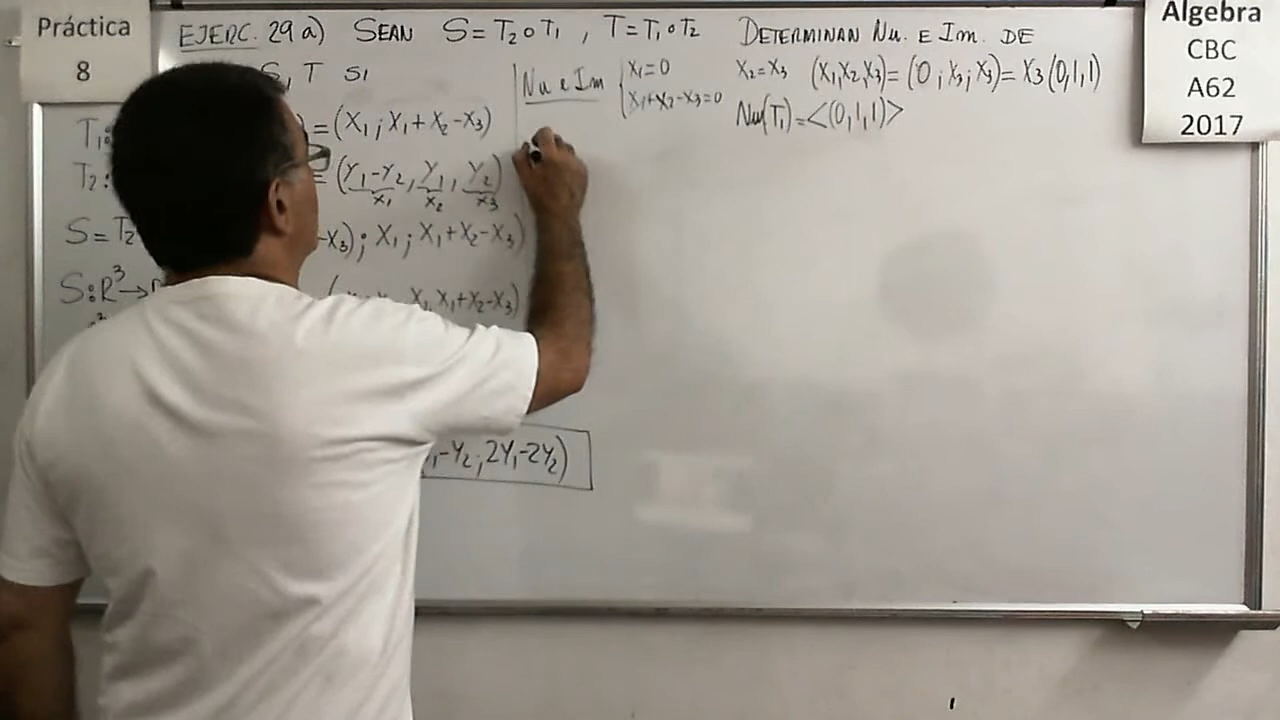 Práctica
8
Algebra
CBC
A62
2017
EJERC. 29 a) SEAN S=T₂∘T₁, T=T₁∘T₂ DETERMINAN Nu. E Im. DE
S, T SI
T₁: =(X₁; X₁+X₂-X₃)
T₂: =(Y₁-Y₂, Y₁, Y₂)
X₁ X₂ X₃
S=T₂ -X₃); X₁; X₁+X₂-X₃)
S:R³→ X₁, X₁+X₂-X₃)
-Y₂; 2Y₁-2Y₂)
Nu e Im
{X₁=0
X₁+X₂-X₃=0
X₂=X₃ (X₁,X₂,X₃)=(0; X₃; X₃)= X₃(0,1,1)
Nu(T₁)=<(0,1,1)>